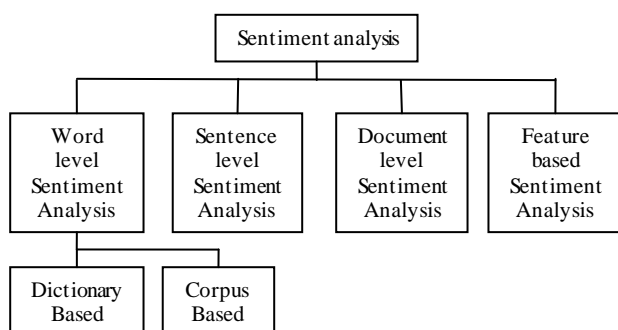 Sentiment analysis
Word
level
Sentiment
Analysis
Sentence
level
Sentiment
Analysis
Document
level
Sentiment
Analysis
Feature
based
Sentiment
Analysis
Dictionary
Based
Corpus
Based